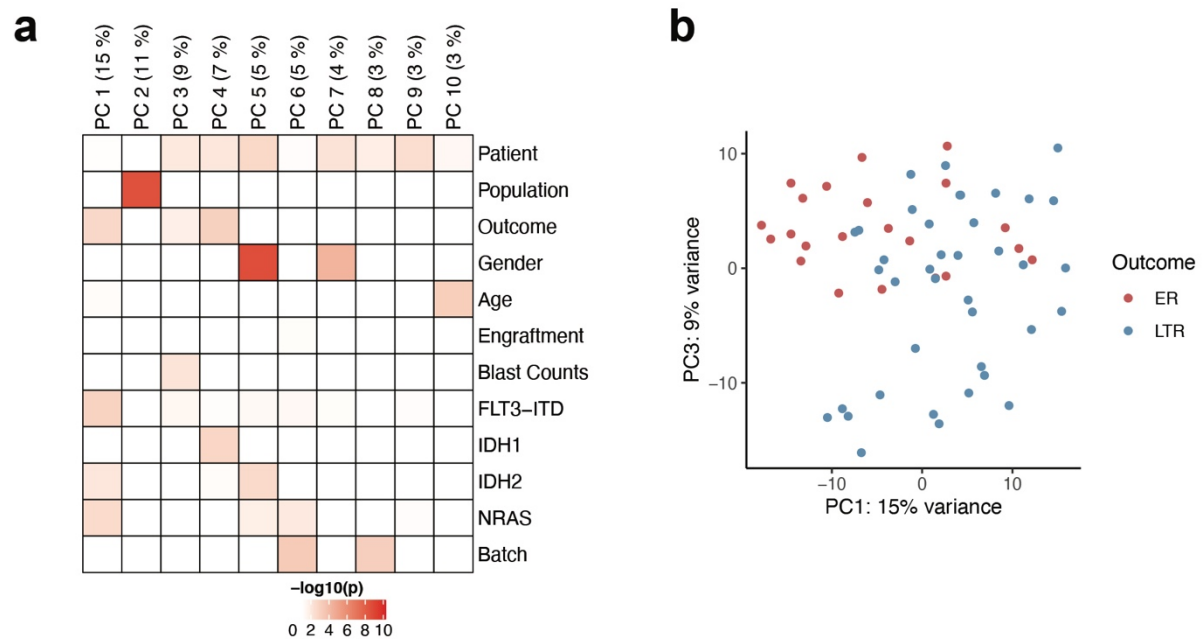 a
PC 1 (15 %)
PC 2 (11 %)
PC 3 (9 %)
PC 4 (7 %)
PC 5 (5 %)
PC 6 (5 %)
PC 7 (4 %)
PC 8 (3 %)
PC 9 (3 %)
PC 10 (3 %)
Patient
Population
Outcome
Gender
Age
Engraftment
Blast Counts
FLT3−ITD
IDH1
IDH2
NRAS
Batch
−log10(p)
0 2 4 6 8 10
b
10
0
−10
PC3: 9% variance
−10 0 10
PC1: 15% variance
Outcome
ER
LTR